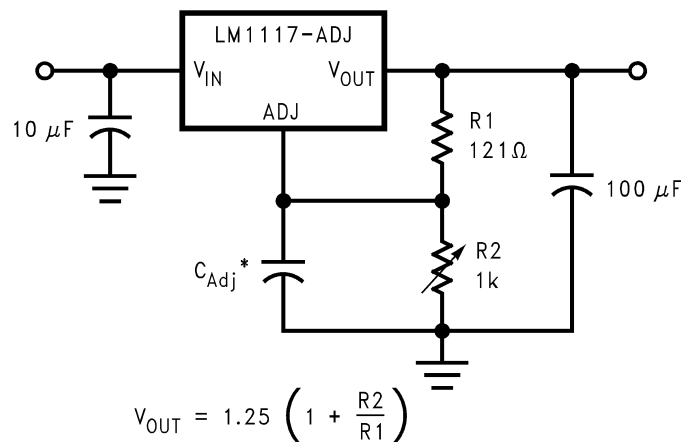 LM1117-ADJ
V_IN
V_OUT
ADJ
10 μF
R1
121Ω
100 μF
C_Adj*
R2
1k
V_OUT = 1.25 (1 + R2/R1)